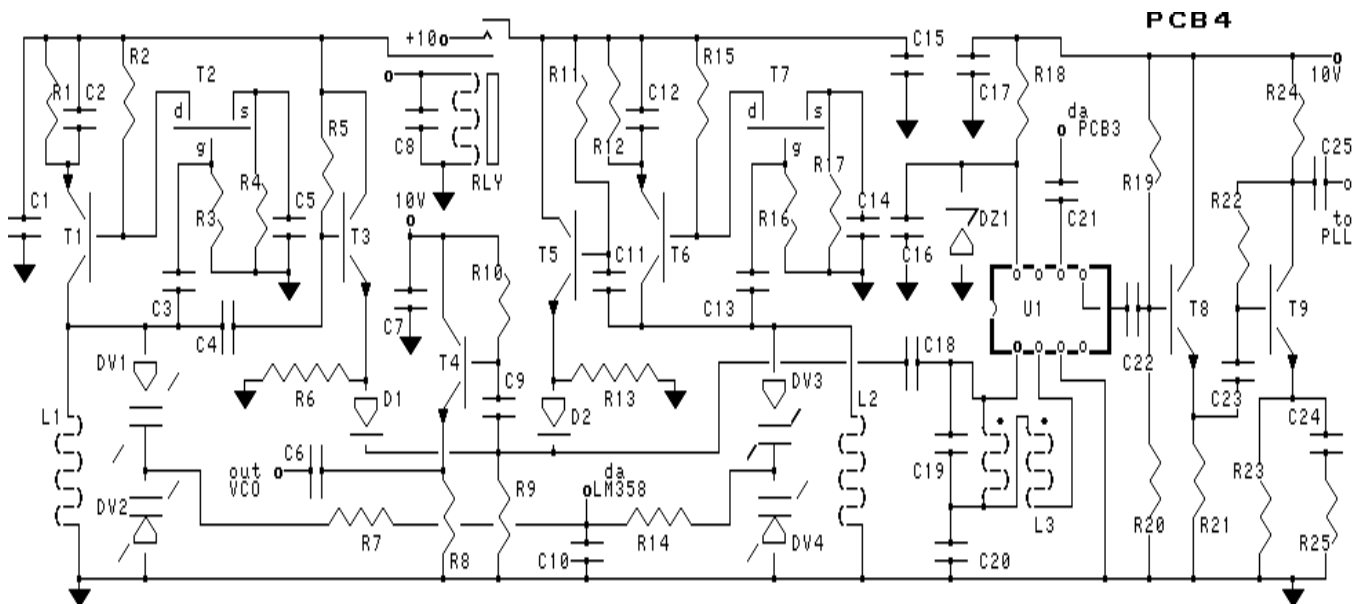 PCB4
+10
C15
R2
T2
R11
R15
T7
R18
10V
R1
C2
C12
C17
R24
d
s
d
s
da
PCB3
R5
C8
R12
C25
g
g
R17
R4
RLY
R19
C1
R3
C5
10V
R16
C14
DZ1
C21
R22
to
PLL
T1
T3
T5
C11
T6
C16
R10
C3
C13
U1
T8
T9
C4
C7
DV1
T4
C18
C22
R6
D1
C9
D2
R13
DV3
C23
L1
L2
C24
C6
out
VCO
da
LM358
C19
R23
DV2
R9
L3
R20
R21
R7
R14
DV4
R25
R8
C10
C20